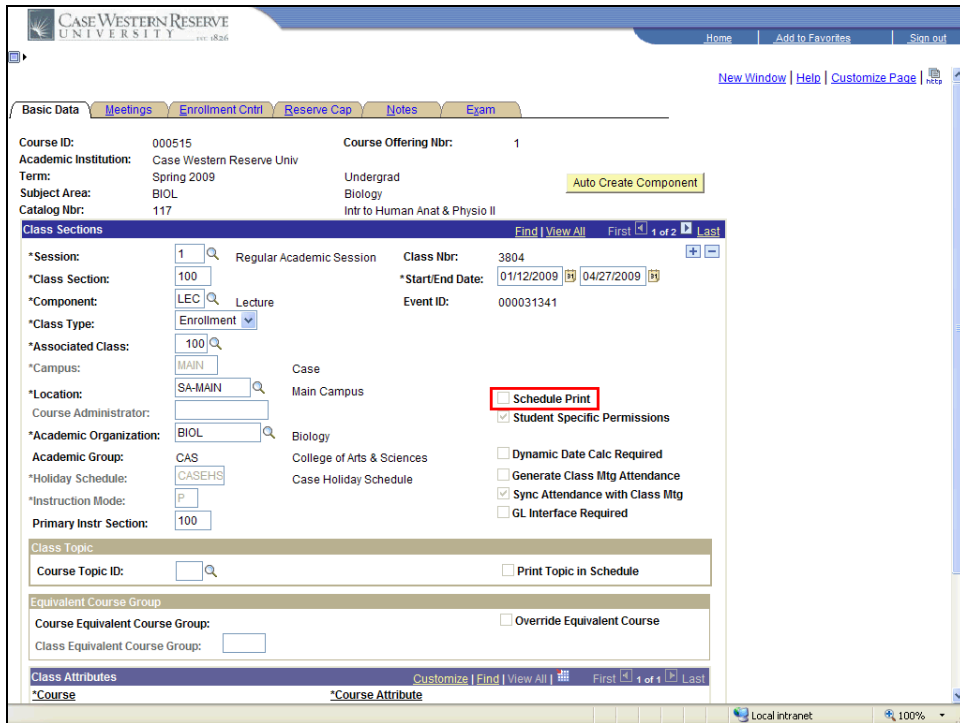 CASE WESTERN RESERVE
UNIVERSITY EST. 1826
Home Add to Favorites Sign out
New Window | Help | Customize Page | http
Basic Data Meetings Enrollment Cntrl Reserve Cap Notes Exam
Course ID: 000515 Course Offering Nbr: 1
Academic Institution: Case Western Reserve Univ
Term: Spring 2009 Undergrad Auto Create Component
Subject Area: BIOL Biology
Catalog Nbr: 117 Intr to Human Anat & Physio II
Class Sections Find | View All First 1 of 2 Last
*Session: 1 Regular Academic Session Class Nbr: 3804
*Class Section: 100 *Start/End Date: 01/12/2009 04/27/2009
*Component: LEC Lecture Event ID: 000031341
*Class Type: Enrollment
*Associated Class: 100
*Campus: MAIN Case
*Location: SA-MAIN Main Campus Schedule Print
Course Administrator: Student Specific Permissions
*Academic Organization: BIOL Biology
Academic Group: CAS College of Arts & Sciences Dynamic Date Calc Required
*Holiday Schedule: CASEHS Case Holiday Schedule Generate Class Mtg Attendance
*Instruction Mode: P Sync Attendance with Class Mtg
Primary Instr Section: 100 GL Interface Required
Class Topic
Course Topic ID: Print Topic in Schedule
Equivalent Course Group
Course Equivalent Course Group: Override Equivalent Course
Class Equivalent Course Group:
Class Attributes Customize | Find | View All | First 1 of 1 Last
*Course *Course Attribute
Local intranet 100%